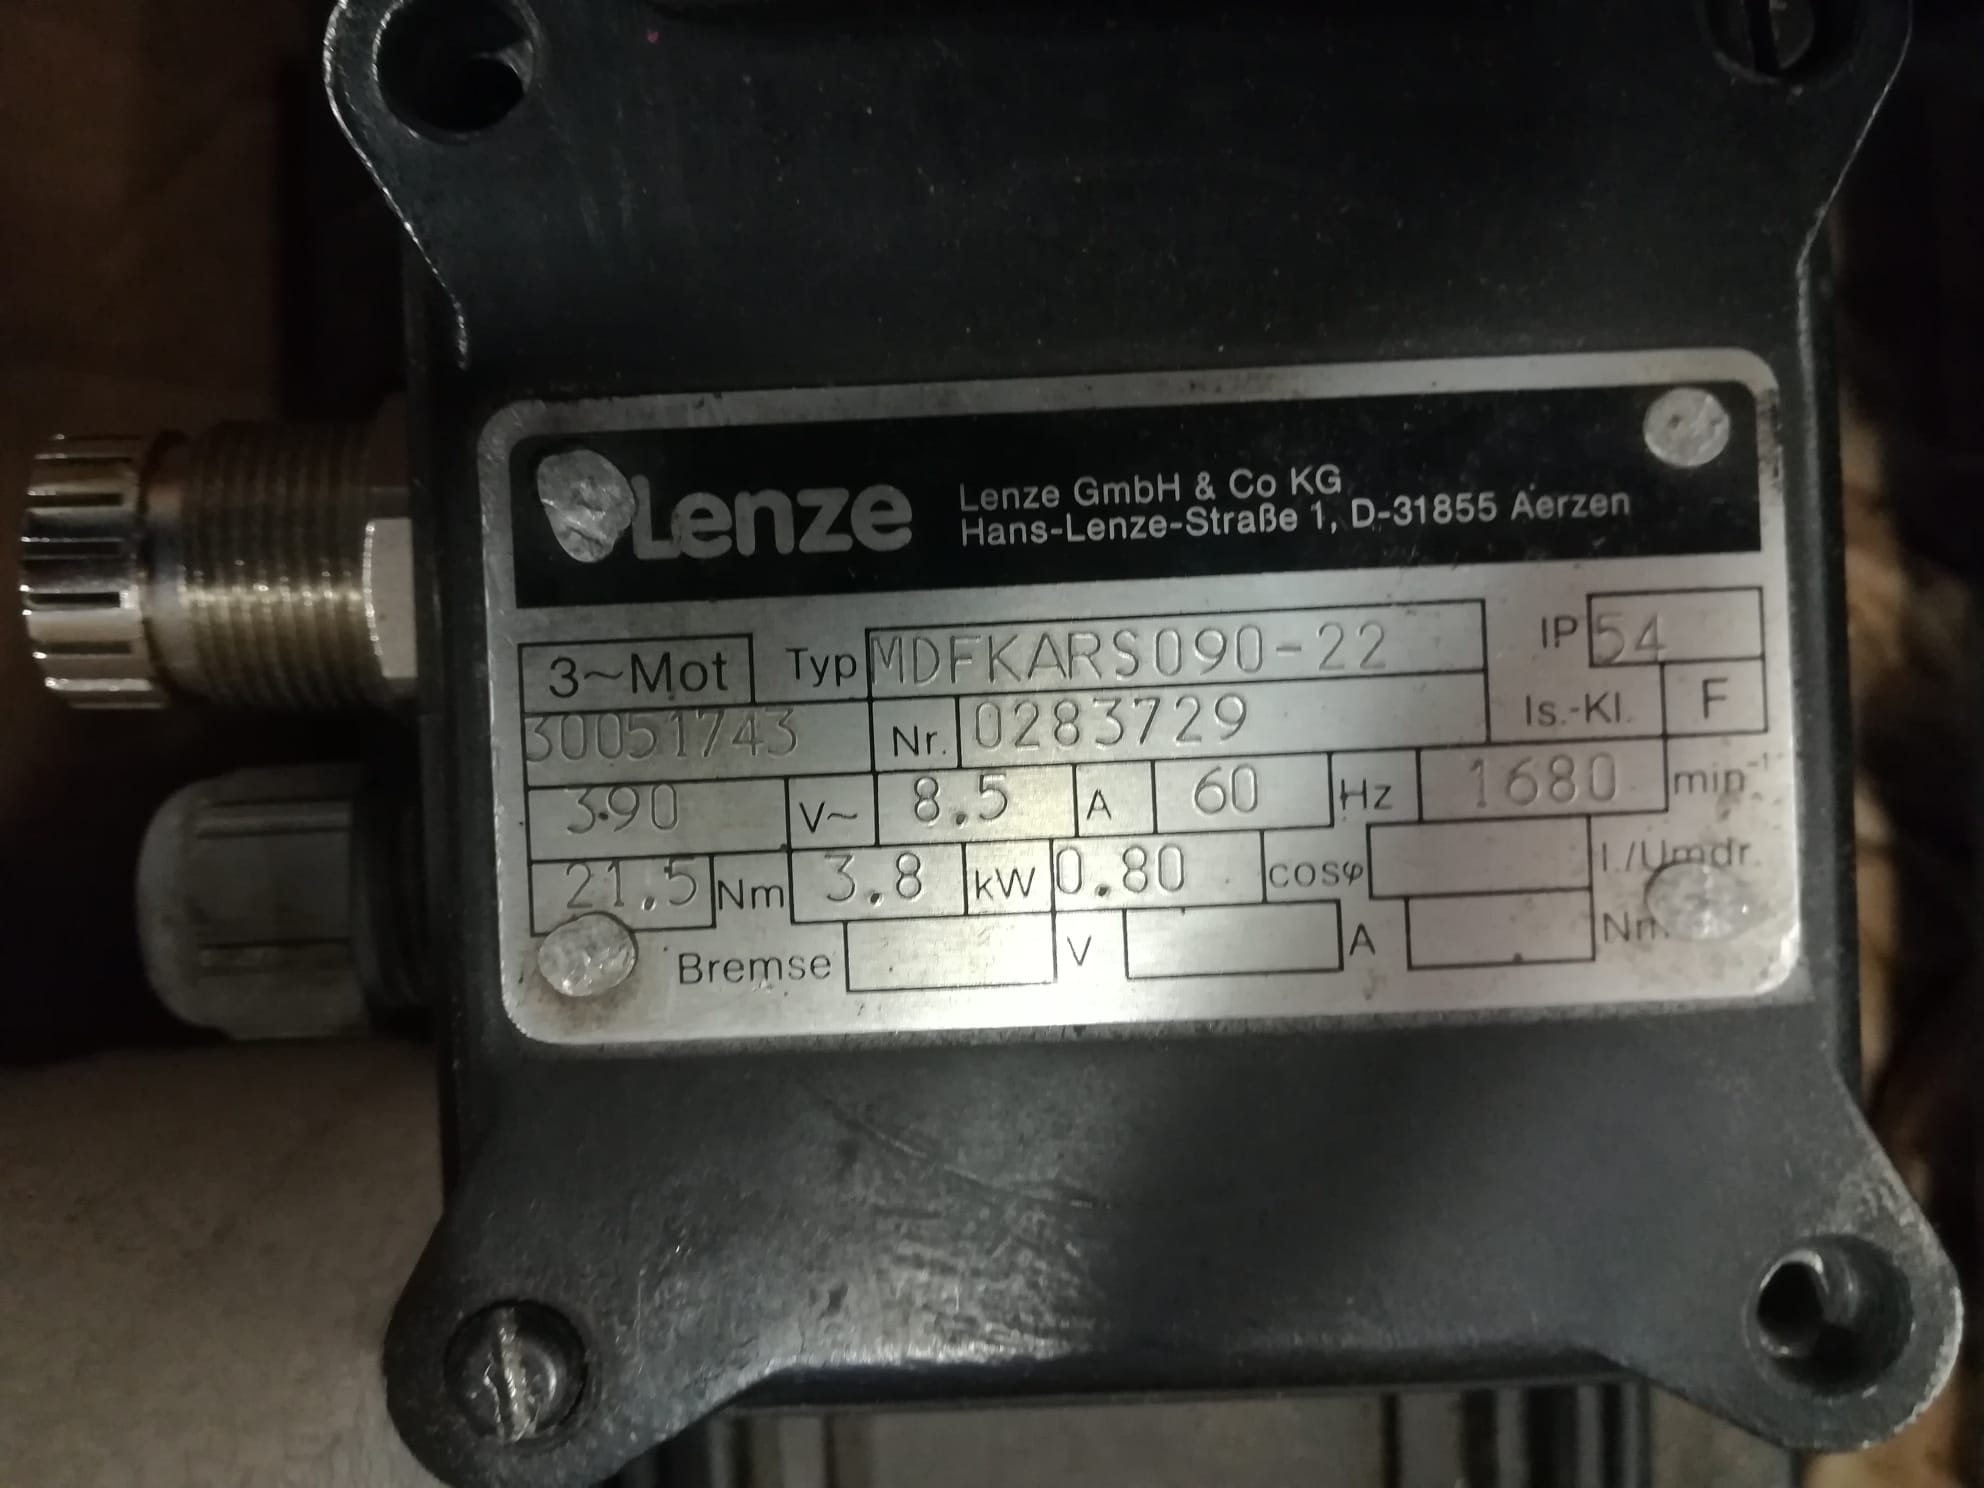 Lenze
Lenze GmbH & Co KG
Hans-Lenze-Straße 1, D-31855 Aerzen
3~Mot Typ MDFKARS090-22 IP 54
30051743 Nr. 0283729 Is.-Kl. F
390 V~ 8.5 A 60 Hz 1680 min⁻¹
21.5 Nm 3.8 kW 0.80 cosφ I./Umdr.
Bremse V A